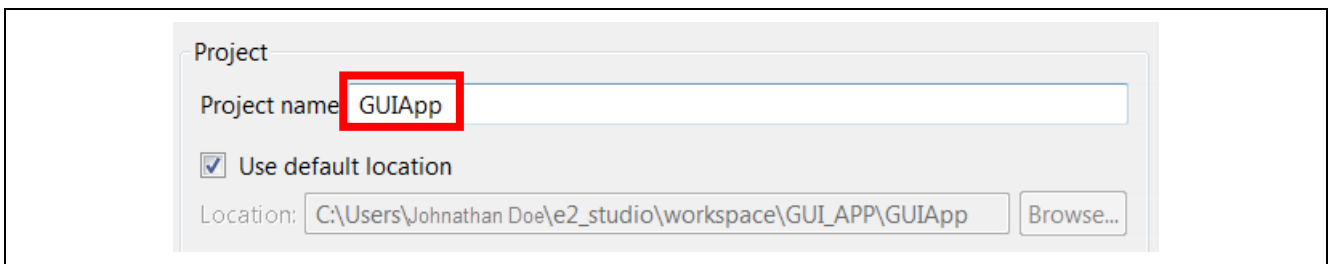 Project
Project name GUIApp
Use default location
Location: C:\Users\Johnathan Doe\e2_studio\workspace\GUI_APP\GUIApp Browse...